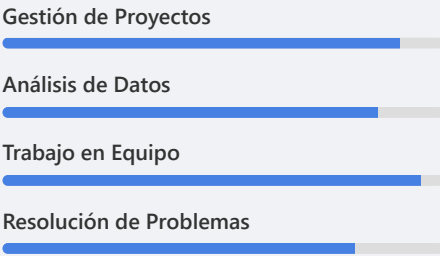 Gestión de Proyectos
Análisis de Datos
Trabajo en Equipo
Resolución de Problemas